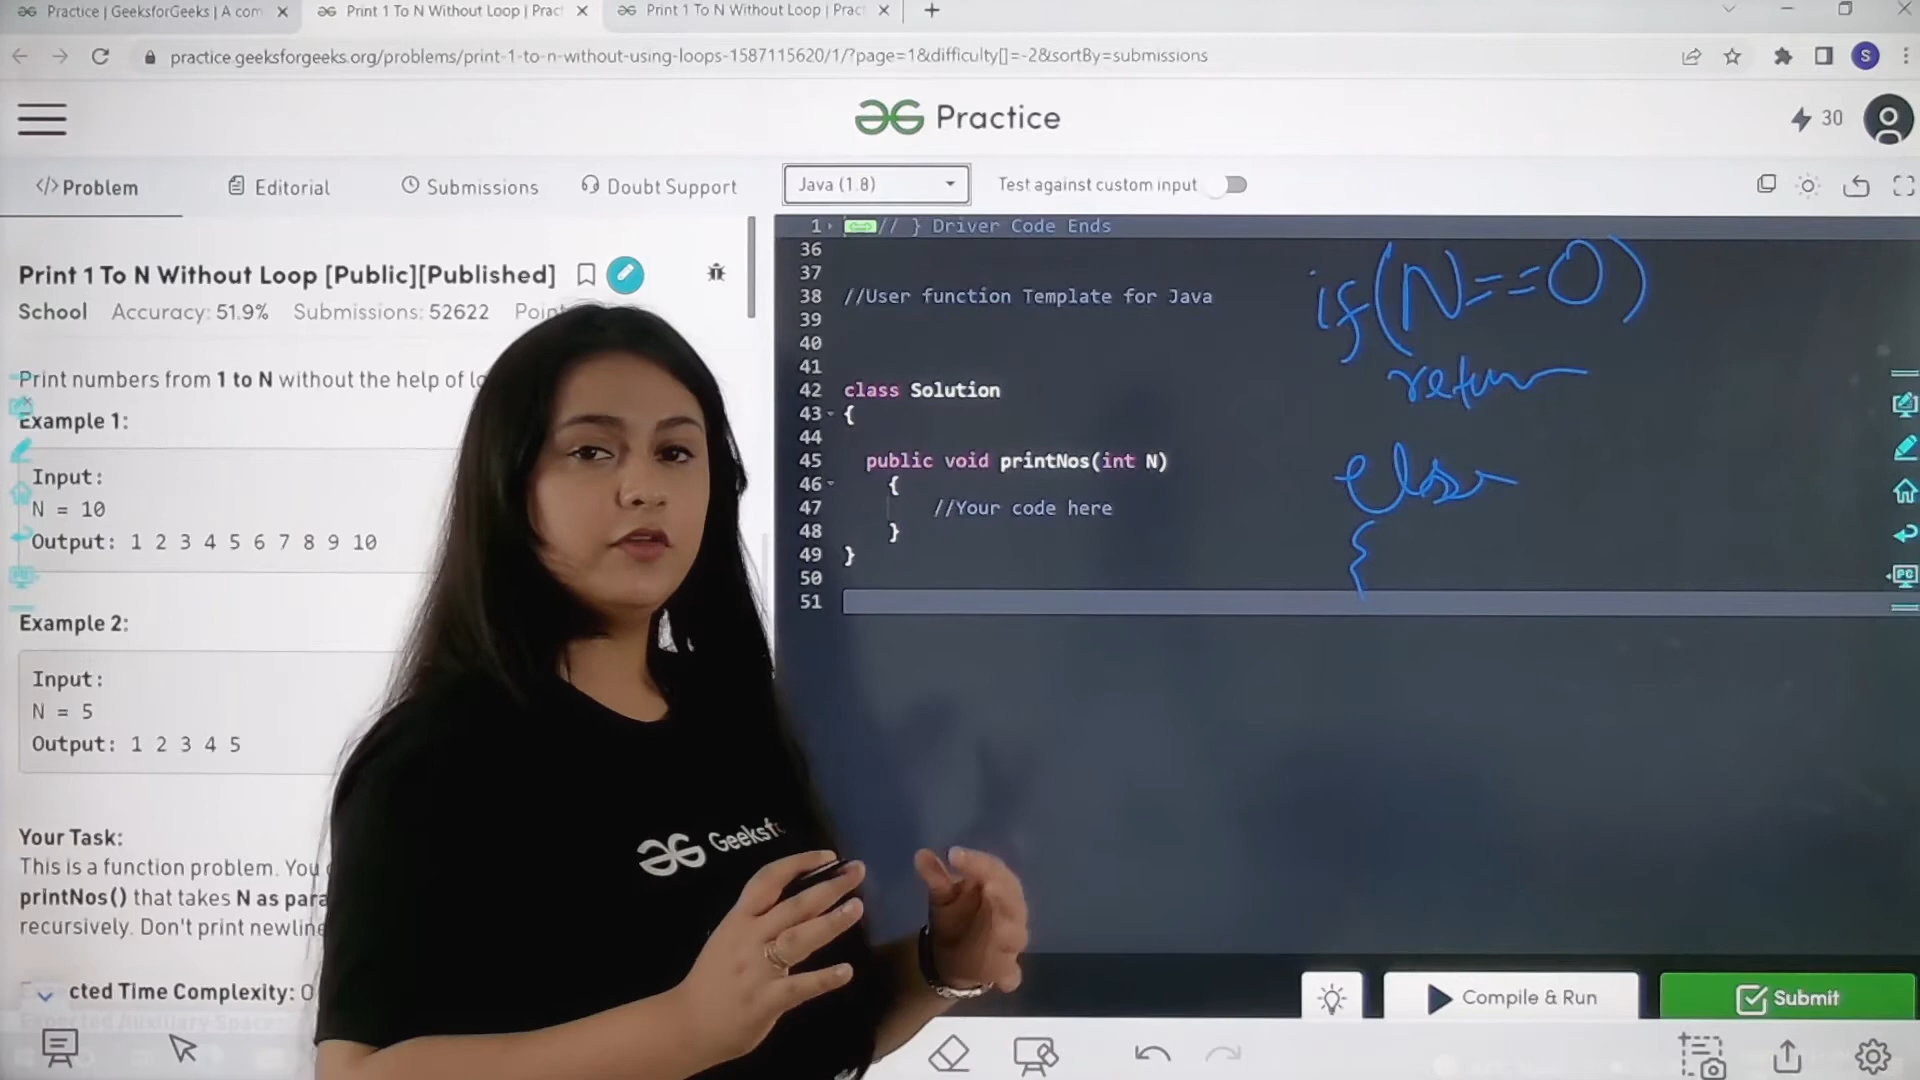 Practice | GeeksforGeeks | A com
Print 1 To N Without Loop | Prac
Print 1 To N Without Loop | Prac
practice.geeksforgeeks.org/problems/print-1-to-n-without-using-loops-1587115620/1/?page=1&difficulty[]=-2&sortBy=submissions
S
Practice
30
</> Problem
Editorial
Submissions
Doubt Support
Java (1.8)
Test against custom input
Print 1 To N Without Loop [Public][Published]
School Accuracy: 51.9% Submissions: 52622
Print numbers from 1 to N without the help of
Example 1:
Input:
N = 10
Output: 1 2 3 4 5 6 7 8 9 10
Example 2:
Input:
N = 5
Output: 1 2 3 4 5
Your Task:
This is a function problem. You
printNos() that takes N as
recursively. Don't print
cted Time Complexity: O
Expected Auxiliary Space:
1 // } Driver Code Ends
36
37
38 //User function Template for Java
39
40
41
42 class Solution
43 {
44
45 public void printNos(int N)
46 {
47 //Your code here
48 }
49 }
50
51
if(N==0)
return
else
{
PC
PC
Compile & Run
Submit